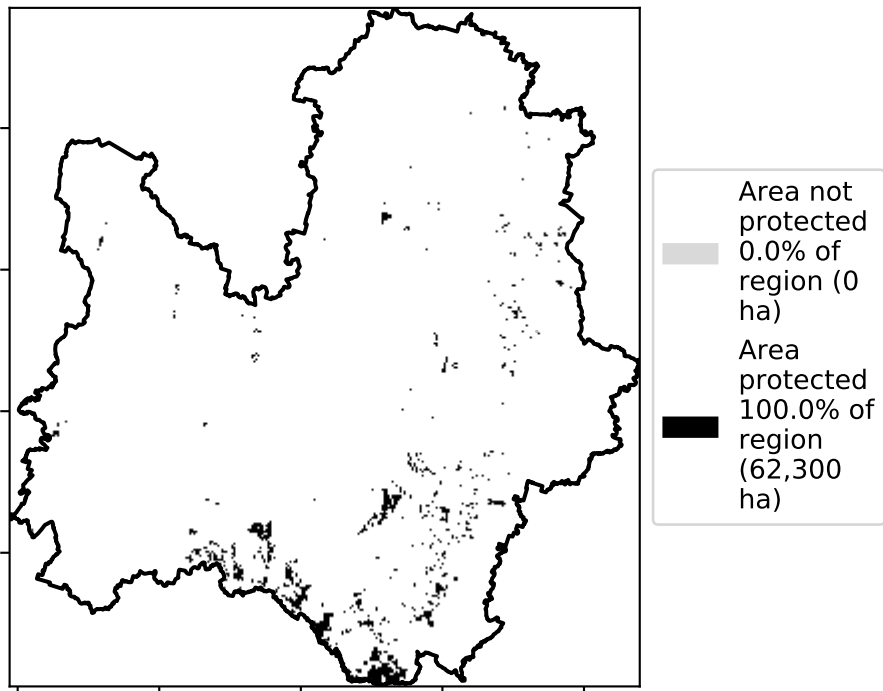 Area not
protected
0.0% of
region (0
ha)
Area
protected
100.0% of
region
(62,300
ha)